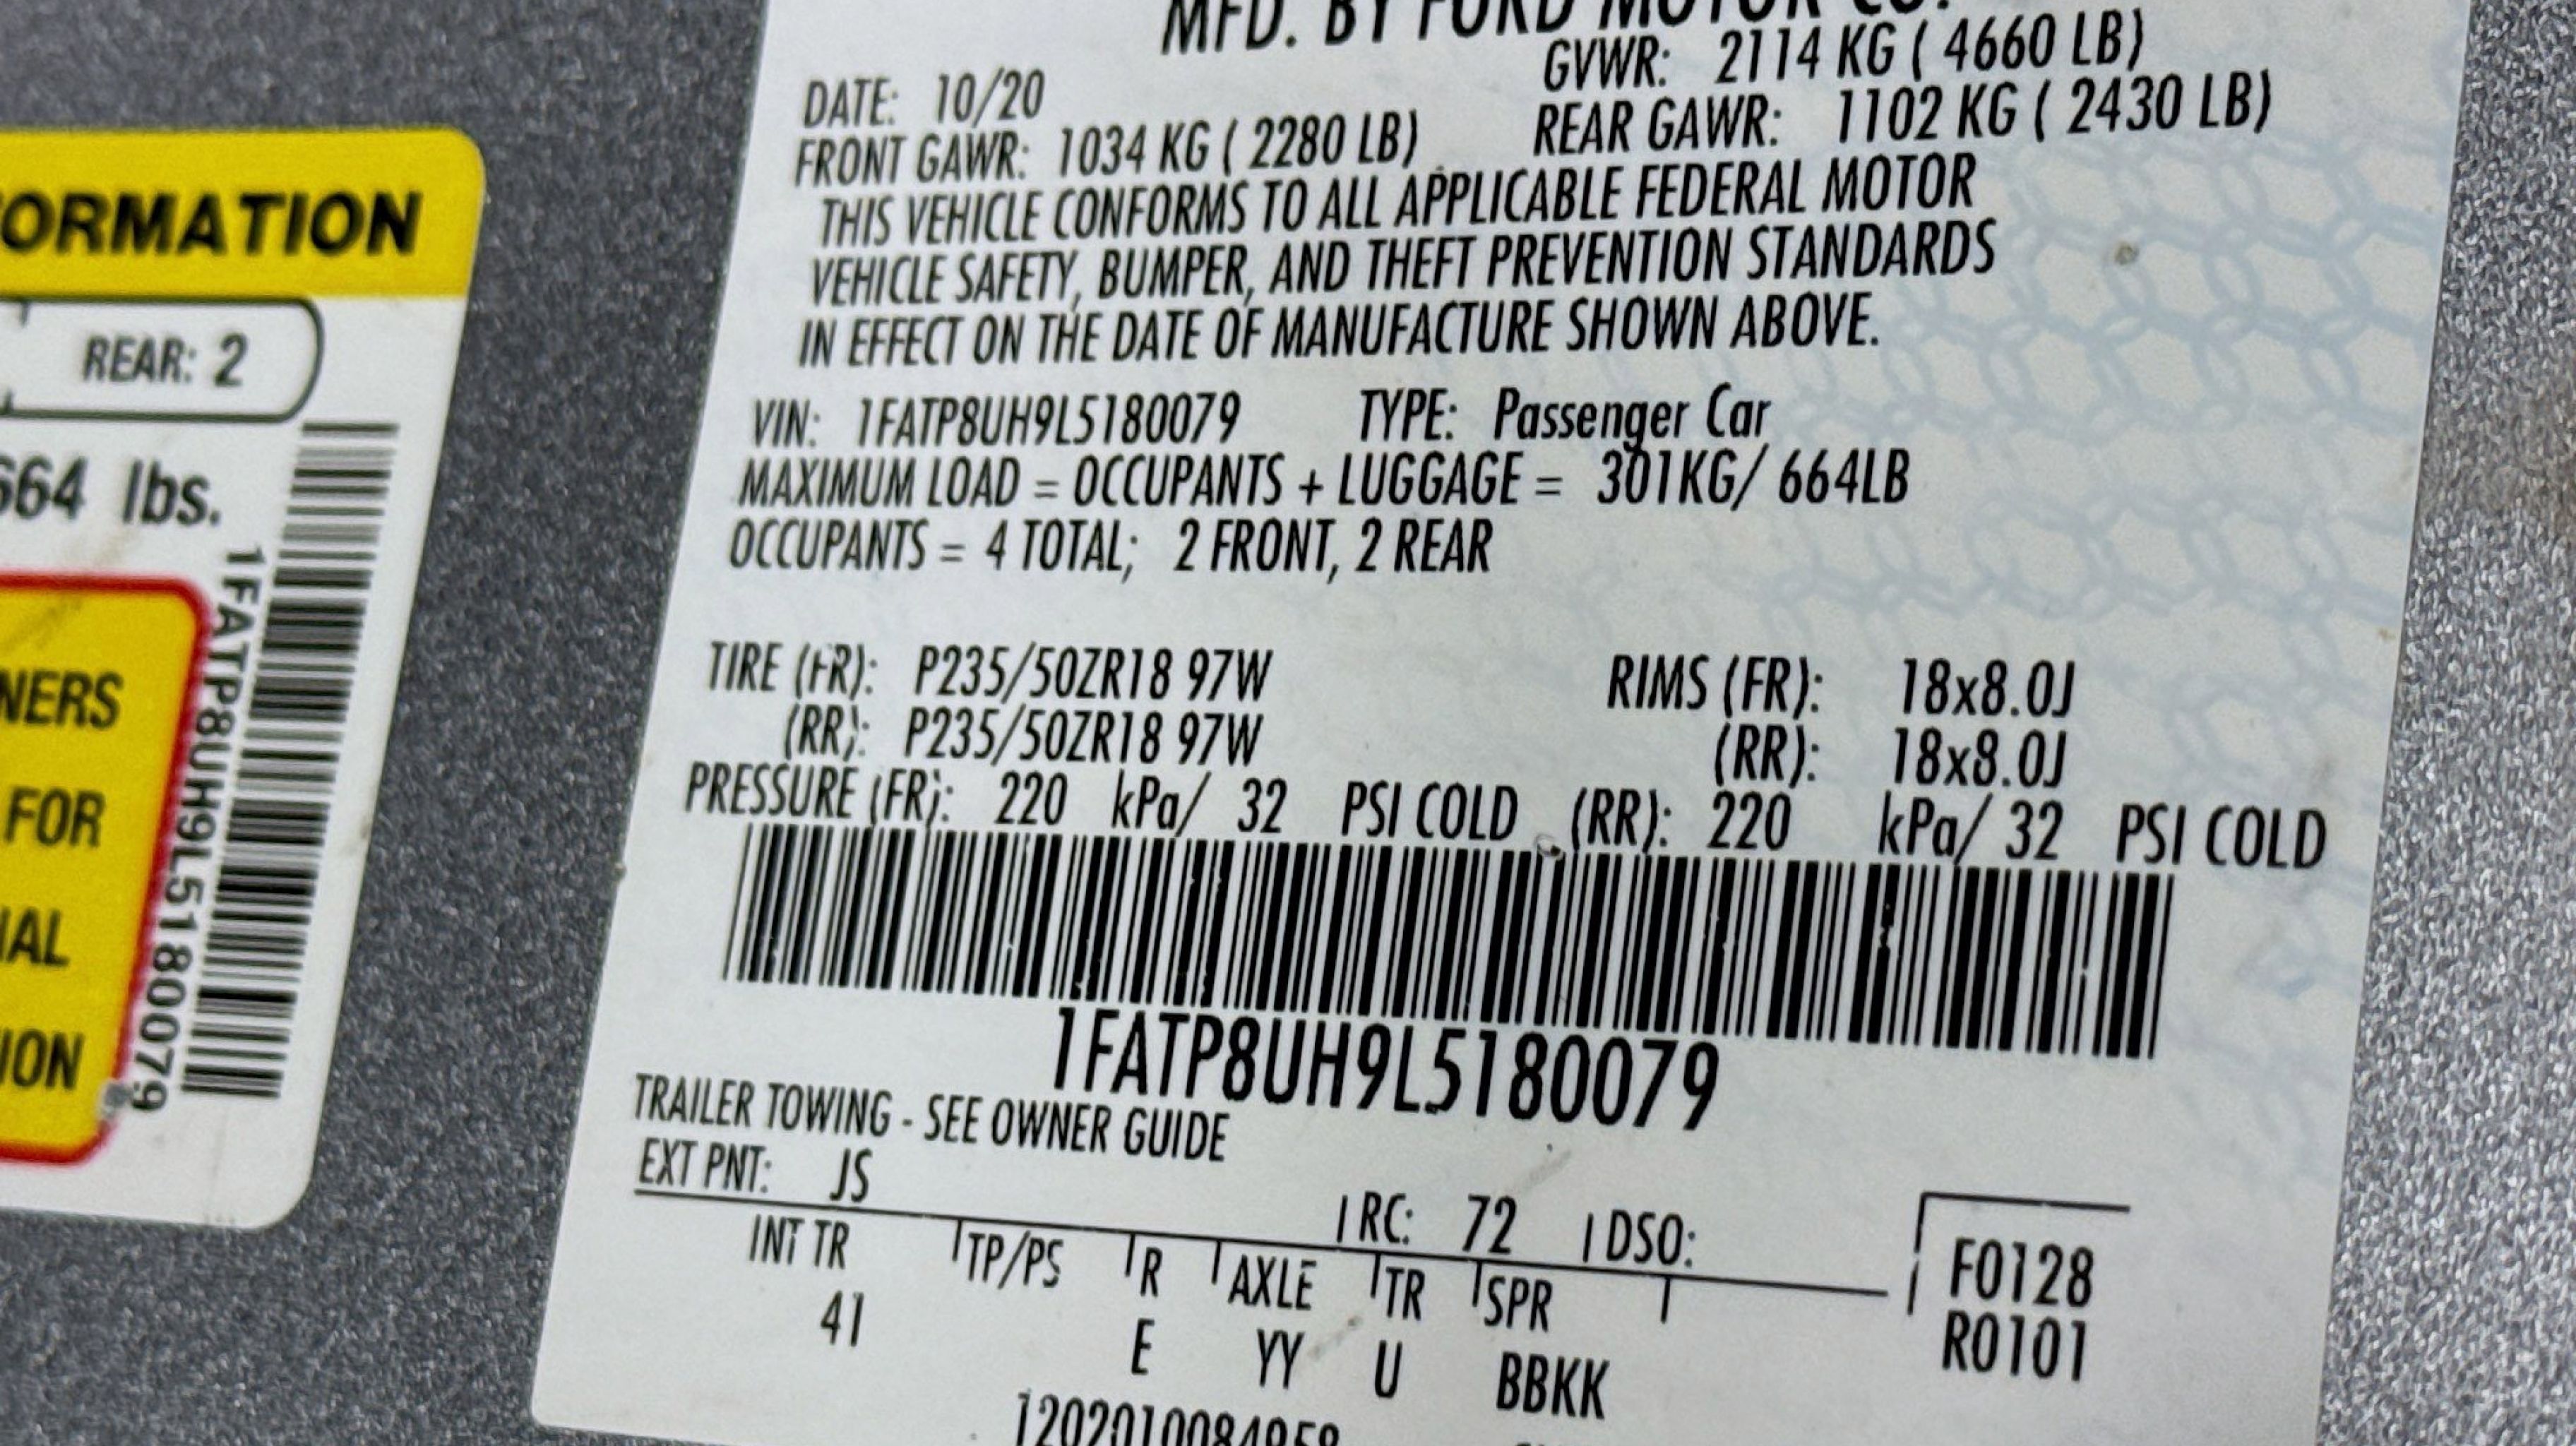 ORMATION
REAR: 2
664 lbs.
1FATP8UH9L5180079
NERS
FOR
IAL
ION
MFD. BY FORD MOTOR CO.
DATE: 10/20
GVWR: 2114 KG ( 4660 LB)
FRONT GAWR: 1034 KG ( 2280 LB)
REAR GAWR: 1102 KG ( 2430 LB)
THIS VEHICLE CONFORMS TO ALL APPLICABLE FEDERAL MOTOR
VEHICLE SAFETY, BUMPER, AND THEFT PREVENTION STANDARDS
IN EFFECT ON THE DATE OF MANUFACTURE SHOWN ABOVE.
VIN: 1FATP8UH9L5180079 TYPE: Passenger Car
MAXIMUM LOAD = OCCUPANTS + LUGGAGE = 301KG/ 664LB
OCCUPANTS = 4 TOTAL; 2 FRONT, 2 REAR
TIRE (FR): P235/50ZR18 97W RIMS (FR): 18x8.0J
(RR): P235/50ZR18 97W (RR): 18x8.0J
PRESSURE (FR): 220 kPa/ 32 PSI COLD (RR): 220 kPa/ 32 PSI COLD
1FATP8UH9L5180079
TRAILER TOWING - SEE OWNER GUIDE
EXT PNT: JS RC: 72 DSO:
INT TR TP/PS R AXLE TR SPR
F0128
41 E YY U BBKK
R0101